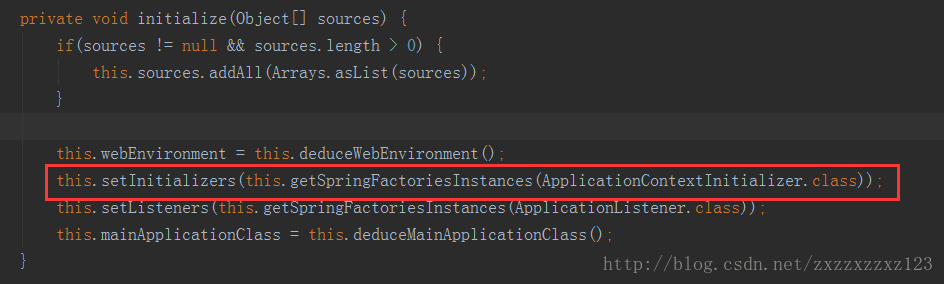 private void initialize(Object[] sources) {
    if(sources != null && sources.length > 0) {
        this.sources.addAll(Arrays.asList(sources));
    }

    this.webEnvironment = this.deduceWebEnvironment();
    this.setInitializers(this.getSpringFactoriesInstances(ApplicationContextInitializer.class));
    this.setListeners(this.getSpringFactoriesInstances(ApplicationListener.class));
    this.mainApplicationClass = this.deduceMainApplicationClass();
}
http://blog.csdn.net/zxzzxzzxz123